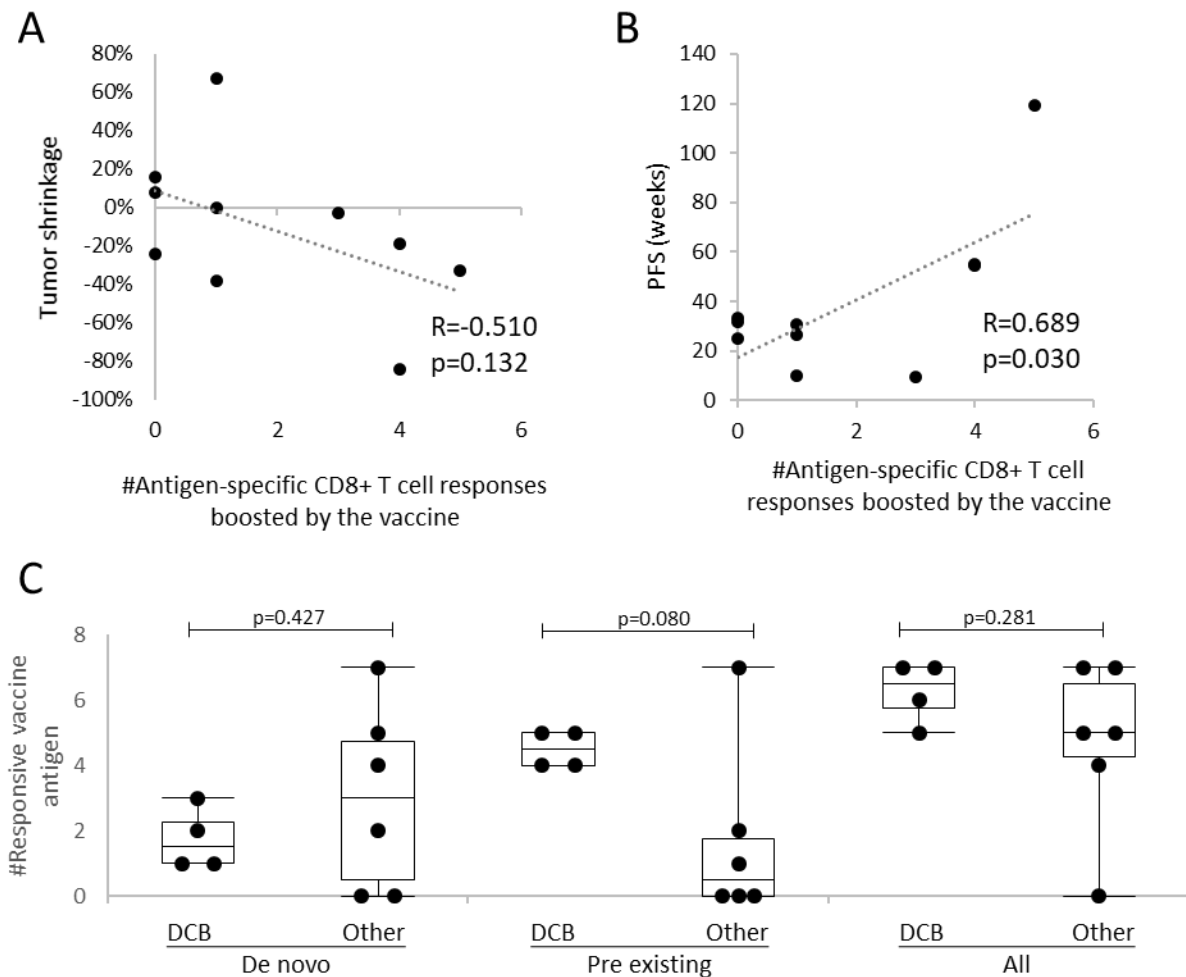 A
80%
60%
40%
20%
0%
-20%
-40%
-60%
-80%
-100%
Tumor shrinkage
R=-0.510
p=0.132
0 2 4 6
#Antigen-specific CD8+ T cell responses
boosted by the vaccine
B
140
120
100
80
60
40
20
0
PFS (weeks)
R=0.689
p=0.030
0 2 4 6
#Antigen-specific CD8+ T cell
responses boosted by the vaccine
C
p=0.427 p=0.080 p=0.281
8
6
4
2
0
#Responsive vaccine
antigen
DCB Other DCB Other DCB Other
De novo Pre existing All